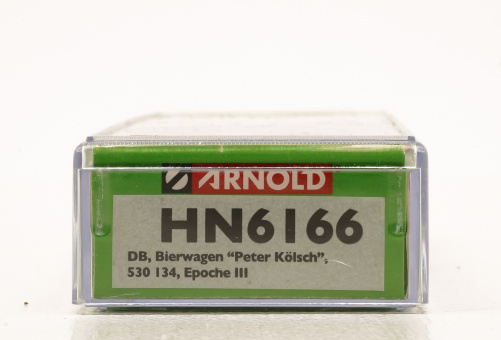 ARNOLD
HN6166
DB, Bierwagen "Peter Kölsch",
530 134, Epoche III